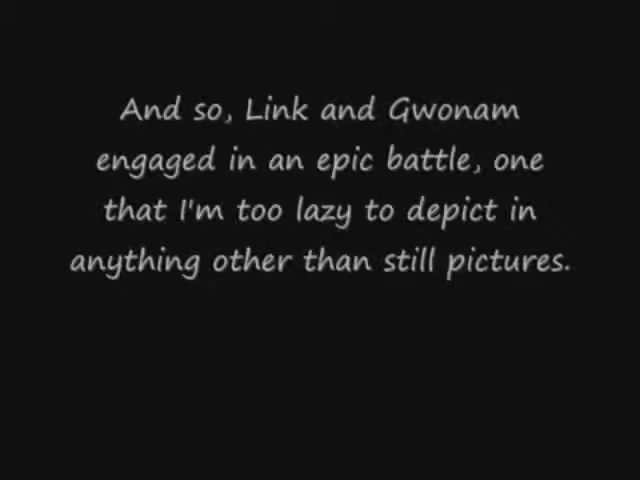 And so, Link and Gwonam
engaged in an epic battle, one
that I'm too lazy to depict in
anything other than still pictures.